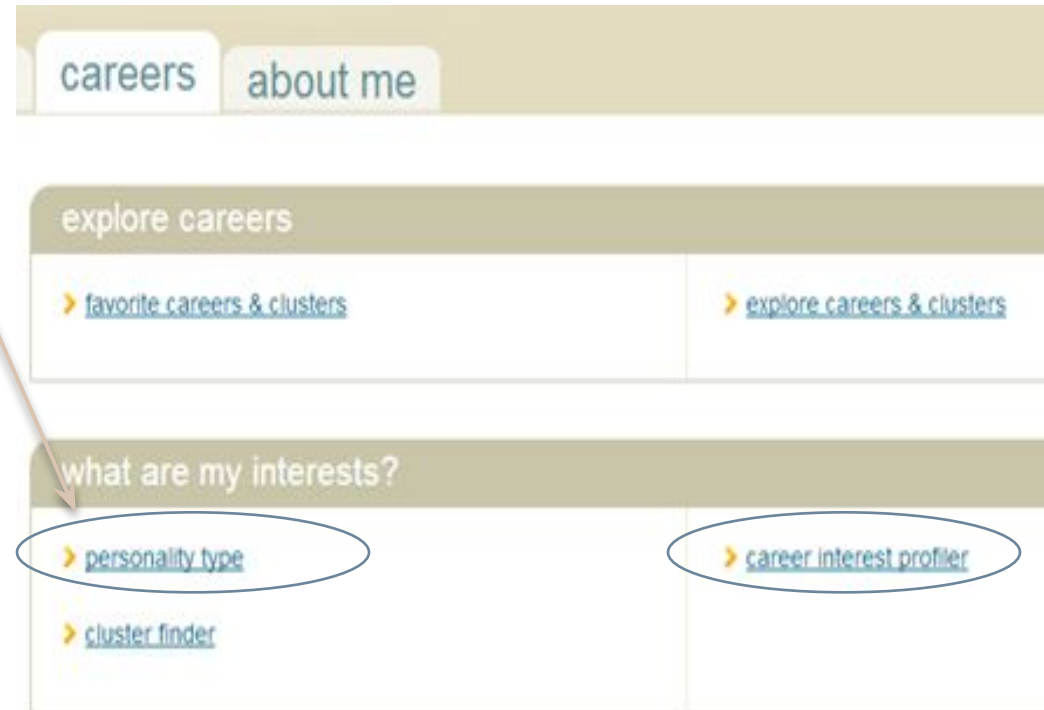 careers about me
explore careers
favorite careers & clusters explore careers & clusters
what are my interests?
personality type career interest profiler
cluster finder